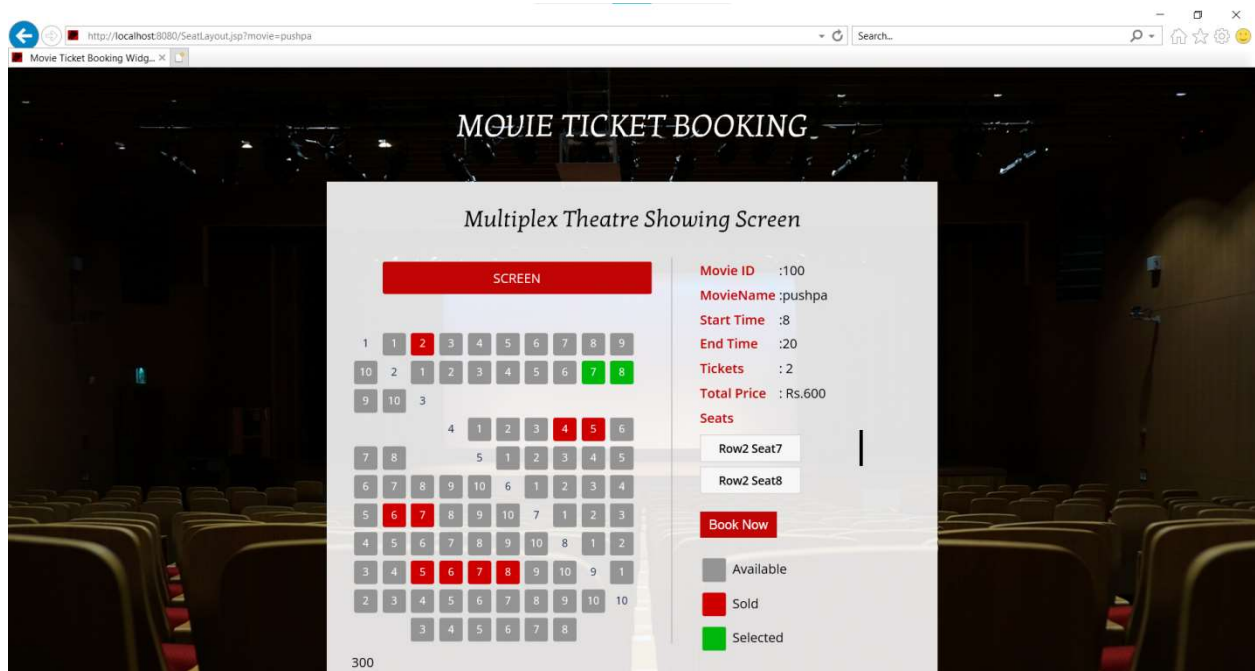 http://localhost:8080/SeatLayout.jsp?movie=pushpa
Search...
Movie Ticket Booking Widg...
MOVIE TICKET BOOKING
Multiplex Theatre Showing Screen
SCREEN
1 1 2 3 4 5 6 7 8 9
10 2 1 2 3 4 5 6 7 8
9 10 3
4 1 2 3 4 5 6
7 8 5 1 2 3 4 5
6 7 8 9 10 6 1 2 3 4
5 6 7 8 9 10 7 1 2 3
4 5 6 7 8 9 10 8 1 2
3 4 5 6 7 8 9 10 9 1
2 3 4 5 6 7 8 9 10 10
3 4 5 6 7 8
300
Movie ID :100
MovieName :pushpa
Start Time :8
End Time :20
Tickets : 2
Total Price : Rs.600
Seats
Row2 Seat7
Row2 Seat8
Book Now
Available
Sold
Selected